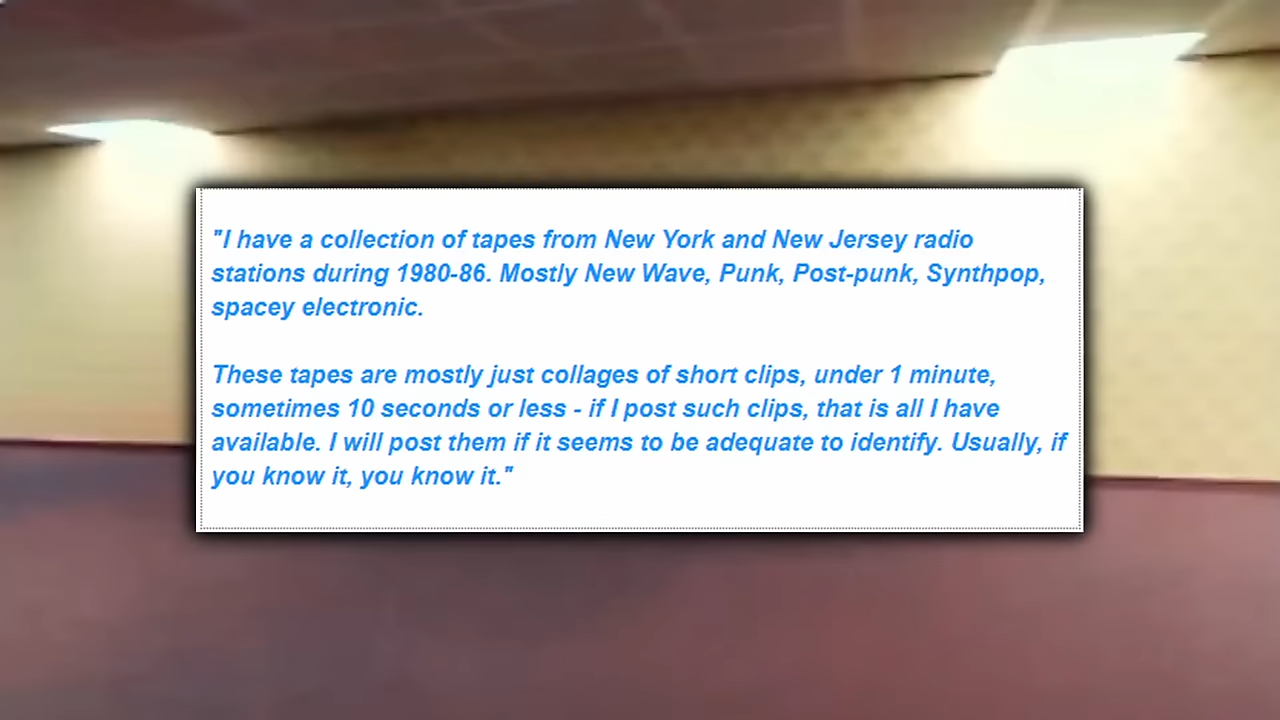 "I have a collection of tapes from New York and New Jersey radio
stations during 1980-86. Mostly New Wave, Punk, Post-punk, Synthpop,
spacey electronic.
These tapes are mostly just collages of short clips, under 1 minute,
sometimes 10 seconds or less - if I post such clips, that is all I have
available. I will post them if it seems to be adequate to identify. Usually, if
you know it, you know it."